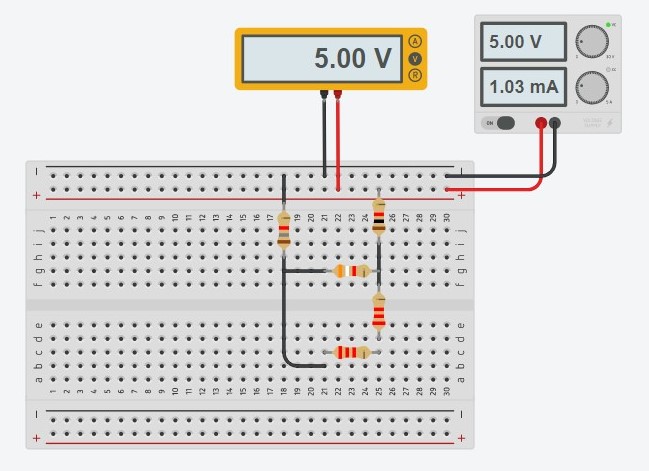 5.00 V
A
V
R
5.00 V
1.03 mA
ON
− −
+ +
1 2 3 4 5 6 7 8 9 10 11 12 13 14 15 16 17 18 19 20 21 22 23 24 25 26 27 28 29 30
j j
i i
h h
g g
f f
e e
d d
c c
b b
a a
1 2 3 4 5 6 7 8 9 10 11 12 13 14 15 16 17 18 19 20 21 22 23 24 25 26 27 28 29 30
− −
+ +